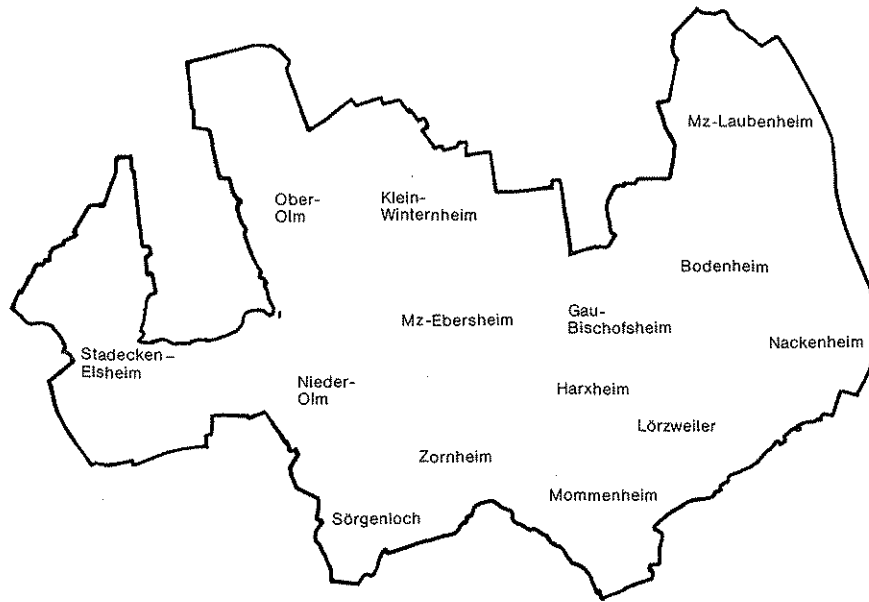 Mz-Laubenheim
Ober-
Olm
Klein-
Winternheim
Bodenheim
Mz-Ebersheim
Gau-
Bischofsheim
Nackenheim
Stadecken-
Elsheim
Nieder-
Olm
Harxheim
Lörzweiler
Zornheim
Mommenheim
Sörgenloch